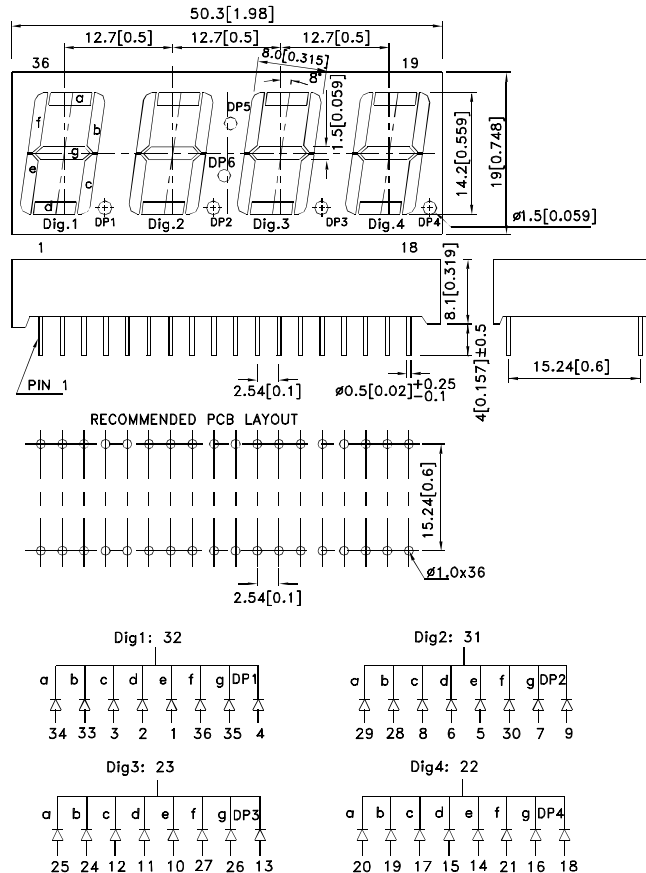 50.3[1.98]
12.7[0.5] 12.7[0.5] 12.7[0.5]
8.0[0.315]
36 19
8°
a DP5
f b
1.5[0.059]
g
DP6
e c
d
14.2[0.559]
19[0.748]
Dig.1 DP1 Dig.2 DP2 Dig.3 DP3 Dig.4 DP4
ø1.5[0.059]
1 18
8.1[0.319]
PIN 1
2.54[0.1]
ø0.5[0.02]+0.25
-0.1
4[0.157]±0.5
15.24[0.6]
RECOMMENDED PCB LAYOUT
15.24[0.6]
ø1.0x36
2.54[0.1]
Dig1: 32
a b c d e f g DP1
34 33 3 2 1 36 35 4
Dig2: 31
a b c d e f g DP2
29 28 8 6 5 30 7 9
Dig3: 23
a b c d e f g DP3
25 24 12 11 10 27 26 13
Dig4: 22
a b c d e f g DP4
20 19 17 15 14 21 16 18